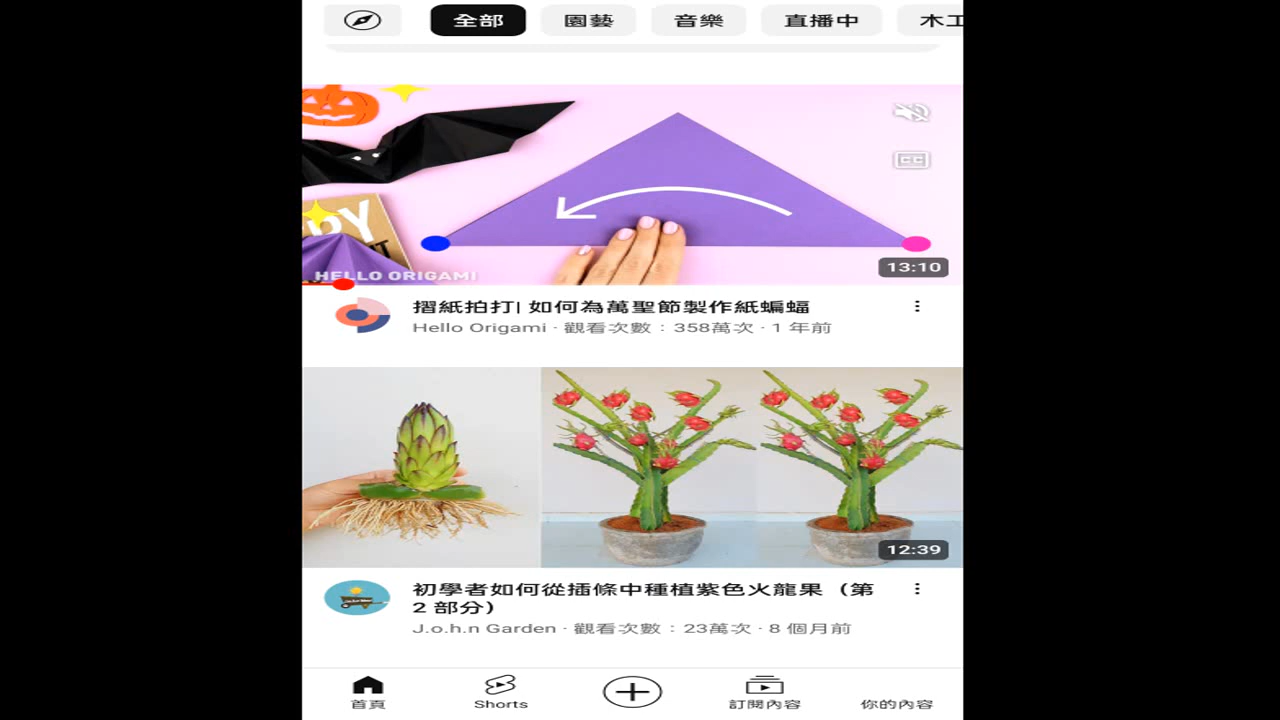 全部
園藝
音樂
直播中
木工
PY
HELLO ORIGAMI
CC
13:10
摺紙拍打| 如何為萬聖節製作紙蝙蝠
Hello Origami · 觀看次數：358萬次 · 1 年前
12:39
初學者如何從插條中種植紫色火龍果（第
2 部分）
J.o.h.n Garden · 觀看次數：23萬次 · 8 個月前
首頁
Shorts
訂閱內容
你的內容